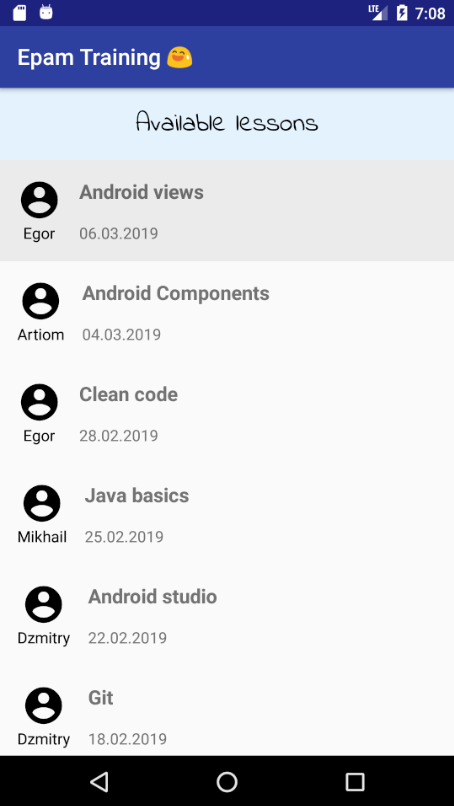 LTE 7:08
Epam Training 😅
Available lessons
Android views
Egor 06.03.2019
Android Components
Artiom 04.03.2019
Clean code
Egor 28.02.2019
Java basics
Mikhail 25.02.2019
Android studio
Dzmitry 22.02.2019
Git
Dzmitry 18.02.2019